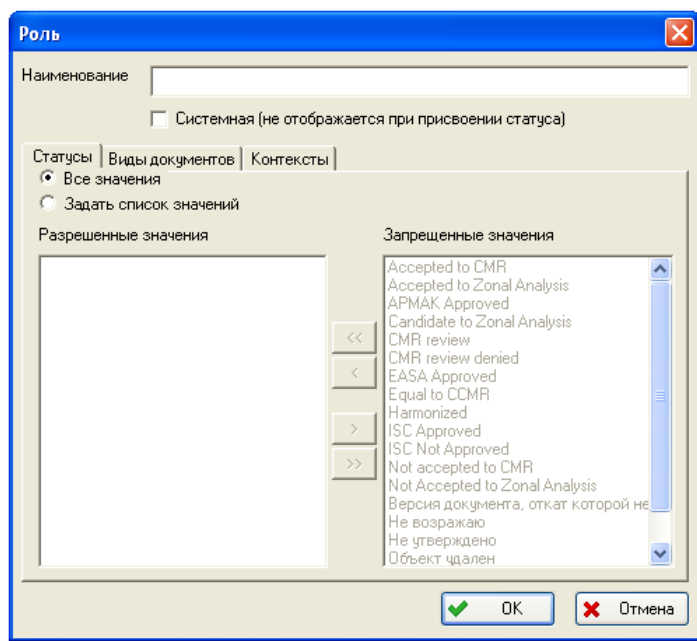 Роль
Наименование
Системная (не отображается при присвоении статуса)
Статусы Виды документов Контексты
Все значения
Задать список значений
Разрешенные значения Запрещенные значения
Accepted to CMR
Accepted to Zonal Analysis
APMAK Approved
Candidate to Zonal Analysis
<<
CMR review
CMR review denied
<
EASA Approved
Equal to CCMR
Harmonized
>
ISC Approved
ISC Not Approved
>>
Not accepted to CMR
Not Accepted to Zonal Analysis
Версия документа, откат которой не
Не возражаю
Не утверждено
Объект удален
OK Отмена